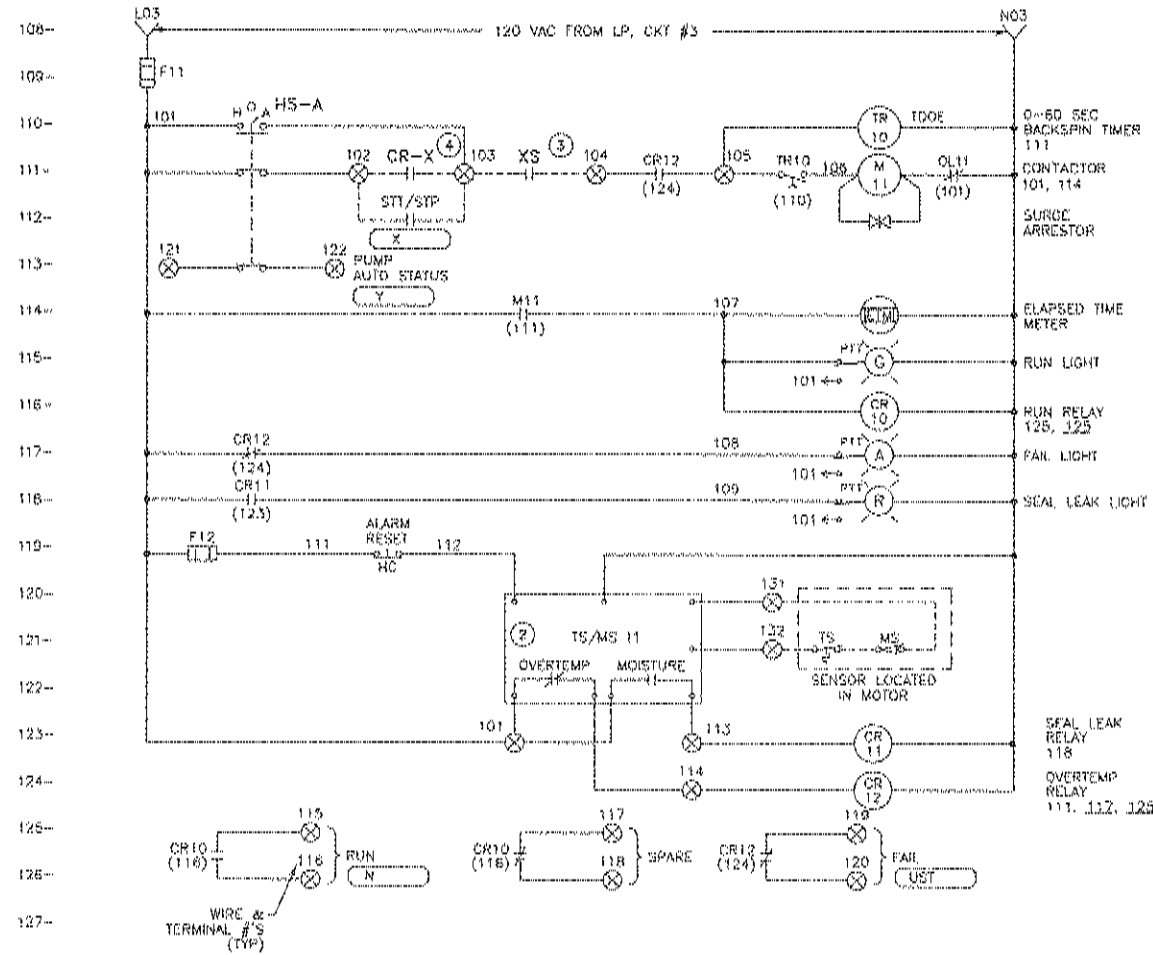 L03
N03
108--
120 VAC FROM LP, CKT #3
109--
F11
110--
101
H O A
HS-A
TR
10
TDOE
0-60 SEC
BACKSPIN TIMER
111
111--
102
CR-X
4
103
XS
3
104
CR12
(124)
105
TR10
(110)
106
M
11
OL11
(101)
CONTACTOR
101, 114
112--
STT/STP
X
SURGE
ARRESTOR
113--
121
122
PUMP
AUTO STATUS
Y
114--
M11
(111)
107
ETM
ELAPSED TIME
METER
115--
PTT
G
101
RUN LIGHT
116--
CR
10
RUN RELAY
125, 125
117--
CR12
(124)
108
PTT
A
101
FAIL LIGHT
118--
CR11
(123)
109
PTT
R
101
SEAL LEAK LIGHT
119--
F12
111
ALARM
RESET
NC
112
120--
131
121--
2
TS/MS 11
132
TS
MS
122--
OVERTEMP
MOISTURE
SENSOR LOCATED
IN MOTOR
123--
101
113
CR
11
SEAL LEAK
RELAY
118
124--
114
CR
12
OVERTEMP
RELAY
111, 117, 125
125--
CR10
(116)
115
116
RUN
N
CR10
(116)
117
118
SPARE
CR12
(124)
119
120
FAIL
UST
126--
WIRE &
TERMINAL #'S
(TYP)
127--